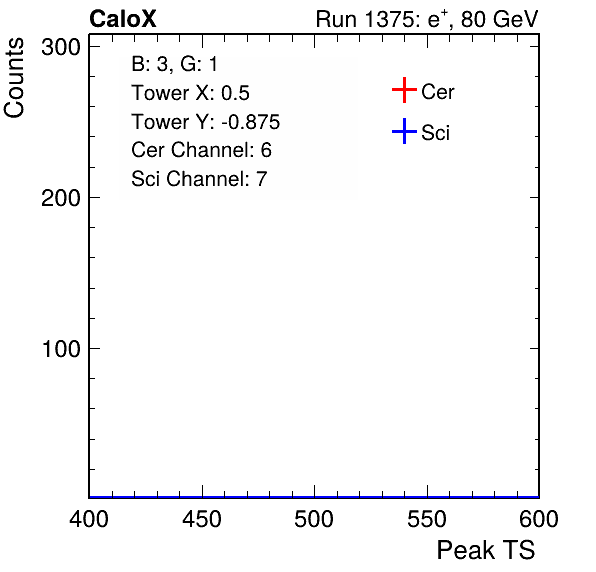 CaloX Run 1375: e⁺, 80 GeV
Counts
300
200
100
B: 3, G: 1
Tower X: 0.5
Tower Y: -0.875
Cer Channel: 6
Sci Channel: 7
Cer
Sci
400 450 500 550 600
Peak TS